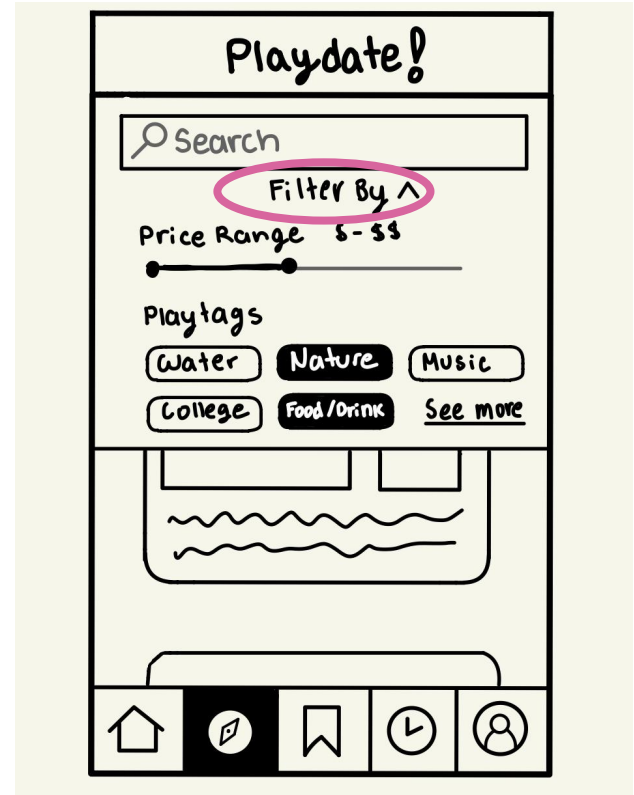 Playdate!
Search
Filter By ^
Price Range $-$$
Playtags
Water Nature Music
College Food/Drink See more